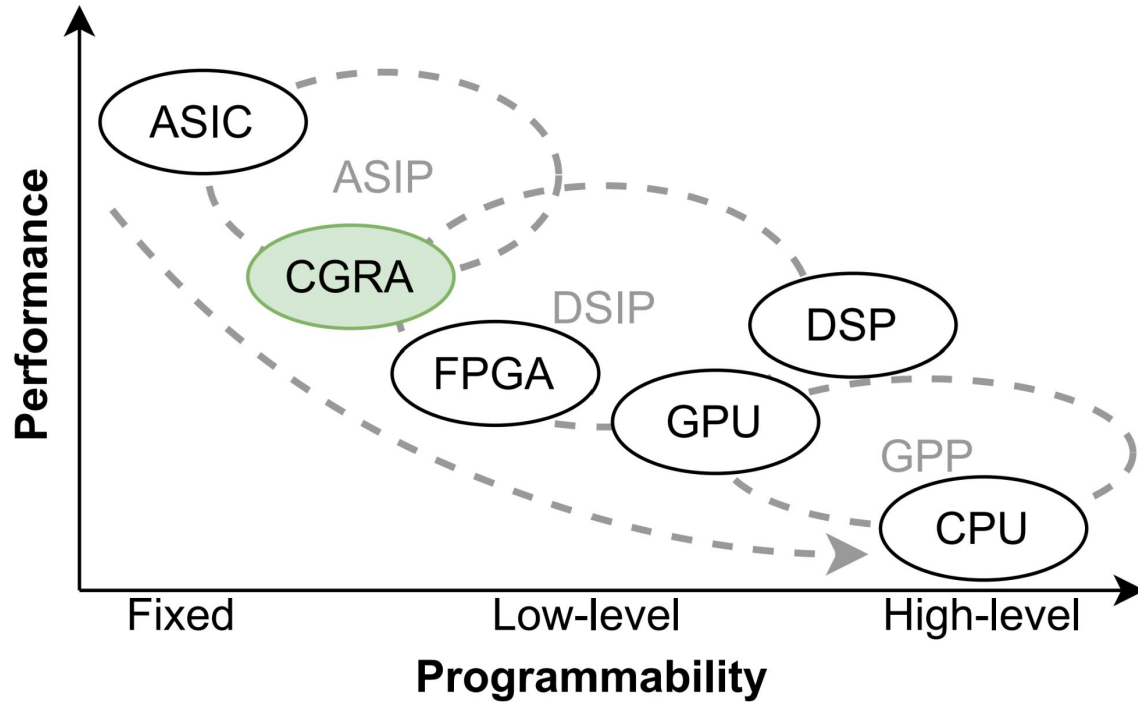 Performance
ASIC
ASIP
CGRA
DSIP
DSP
FPGA
GPU
GPP
CPU
Fixed
Low-level
High-level
Programmability